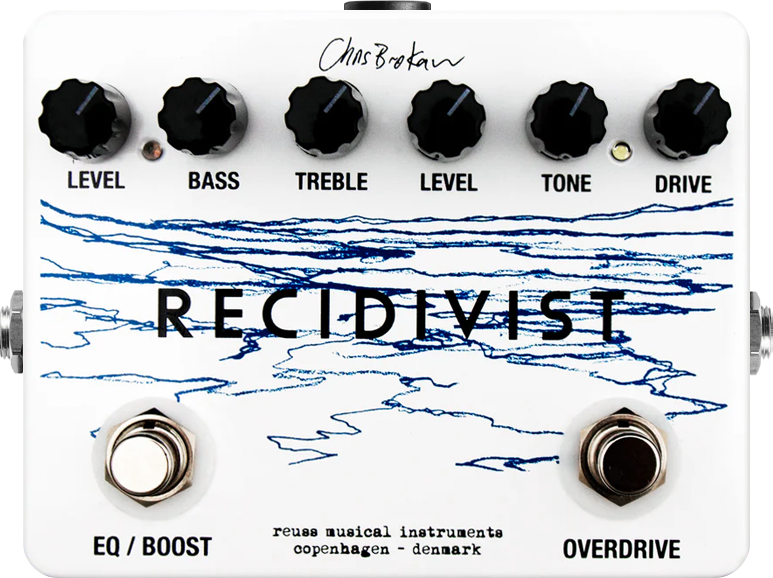 Chris Brokaw
LEVEL BASS TREBLE LEVEL TONE DRIVE
RECIDIVIST
EQ / BOOST
reuss musical instruments
copenhagen - denmark
OVERDRIVE